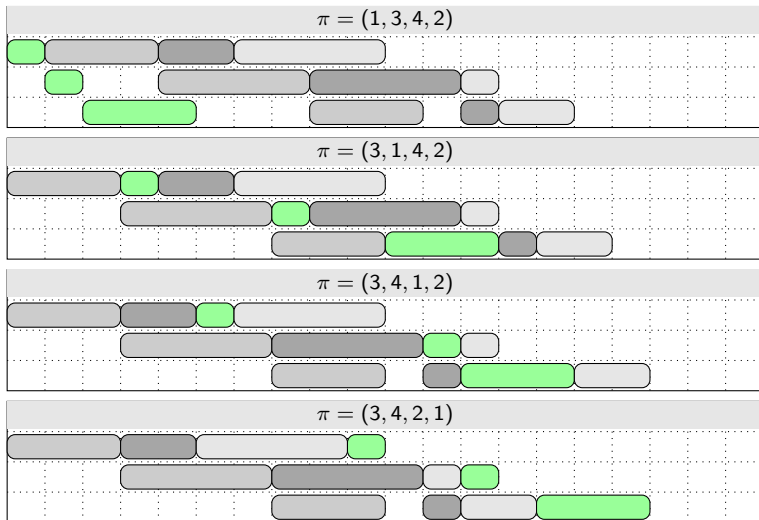 π = (1, 3, 4, 2)
π = (3, 1, 4, 2)
π = (3, 4, 1, 2)
π = (3, 4, 2, 1)